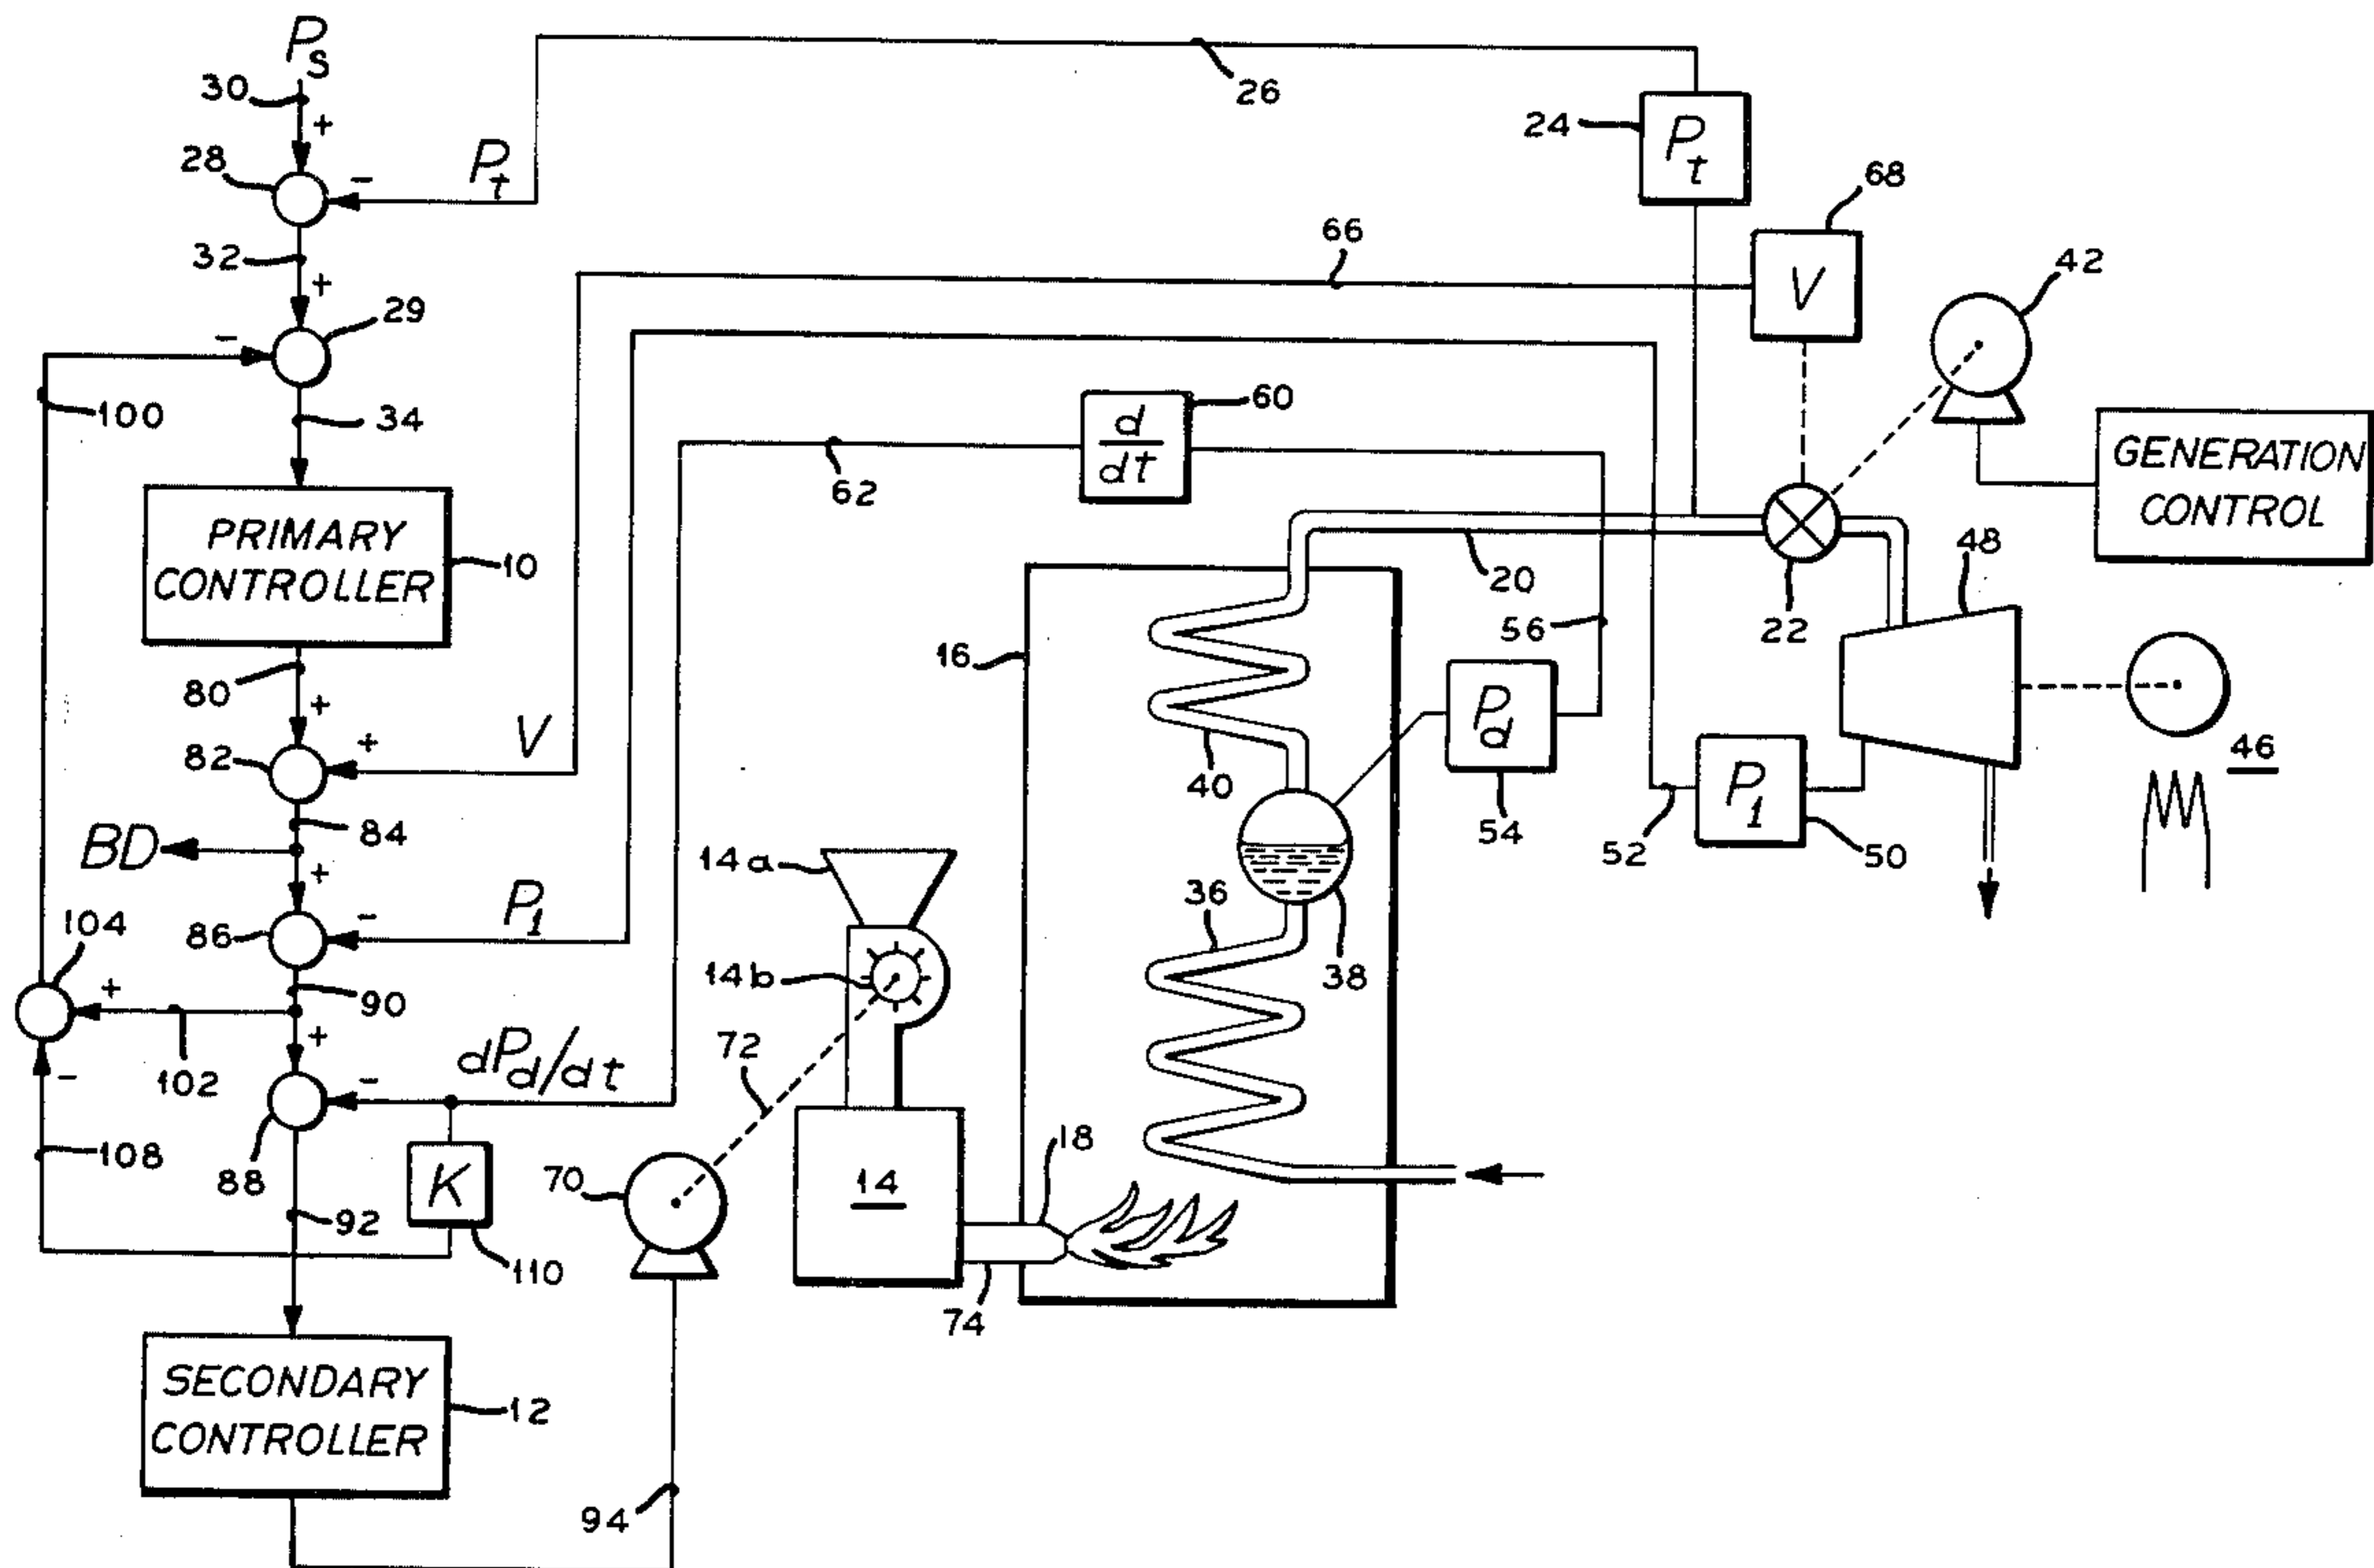 Ps
30
+
28
−
Pt
26
24
Pt
68
32
+
66
V
42
29
−
100
34
60
d/dt
62
GENERATION
CONTROL
PRIMARY
CONTROLLER
10
20
22
48
56
16
80
+
V
82
+
Pd
54
40
46
P1
52
50
84
BD
+
14a
36
38
P1
86
−
104
14b
+
90
102
+
dPd/dt
72
−
−
88
108
K
18
70
14
92
110
74
SECONDARY
CONTROLLER
12
94